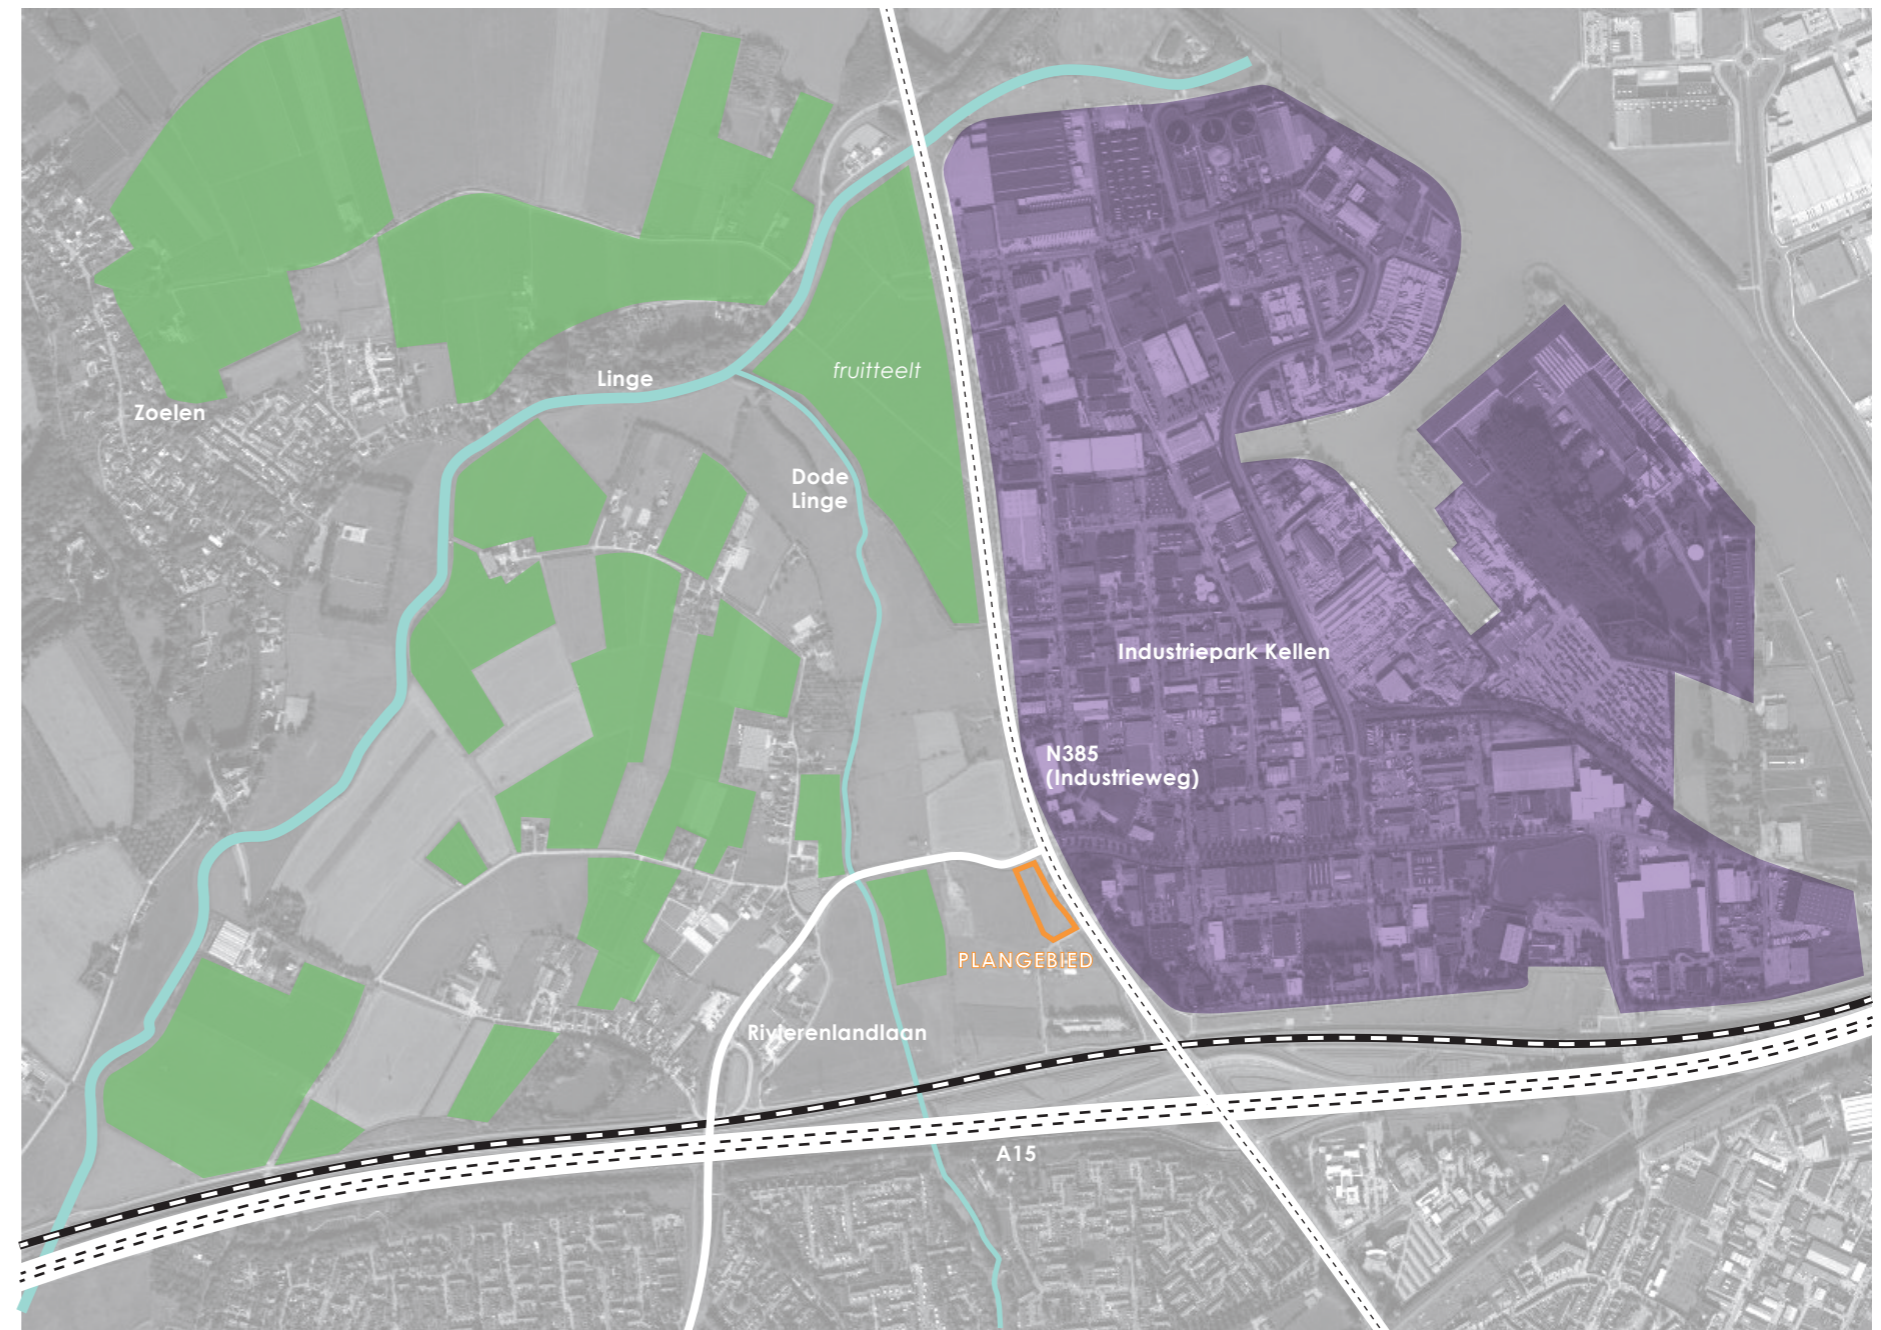 fruitteelt
Linge
Zoelen
Dode
Linge
Industriepark Kellen
N385
(Industrieweg)
PLANGEBIED
Rivierenlandlaan
A15